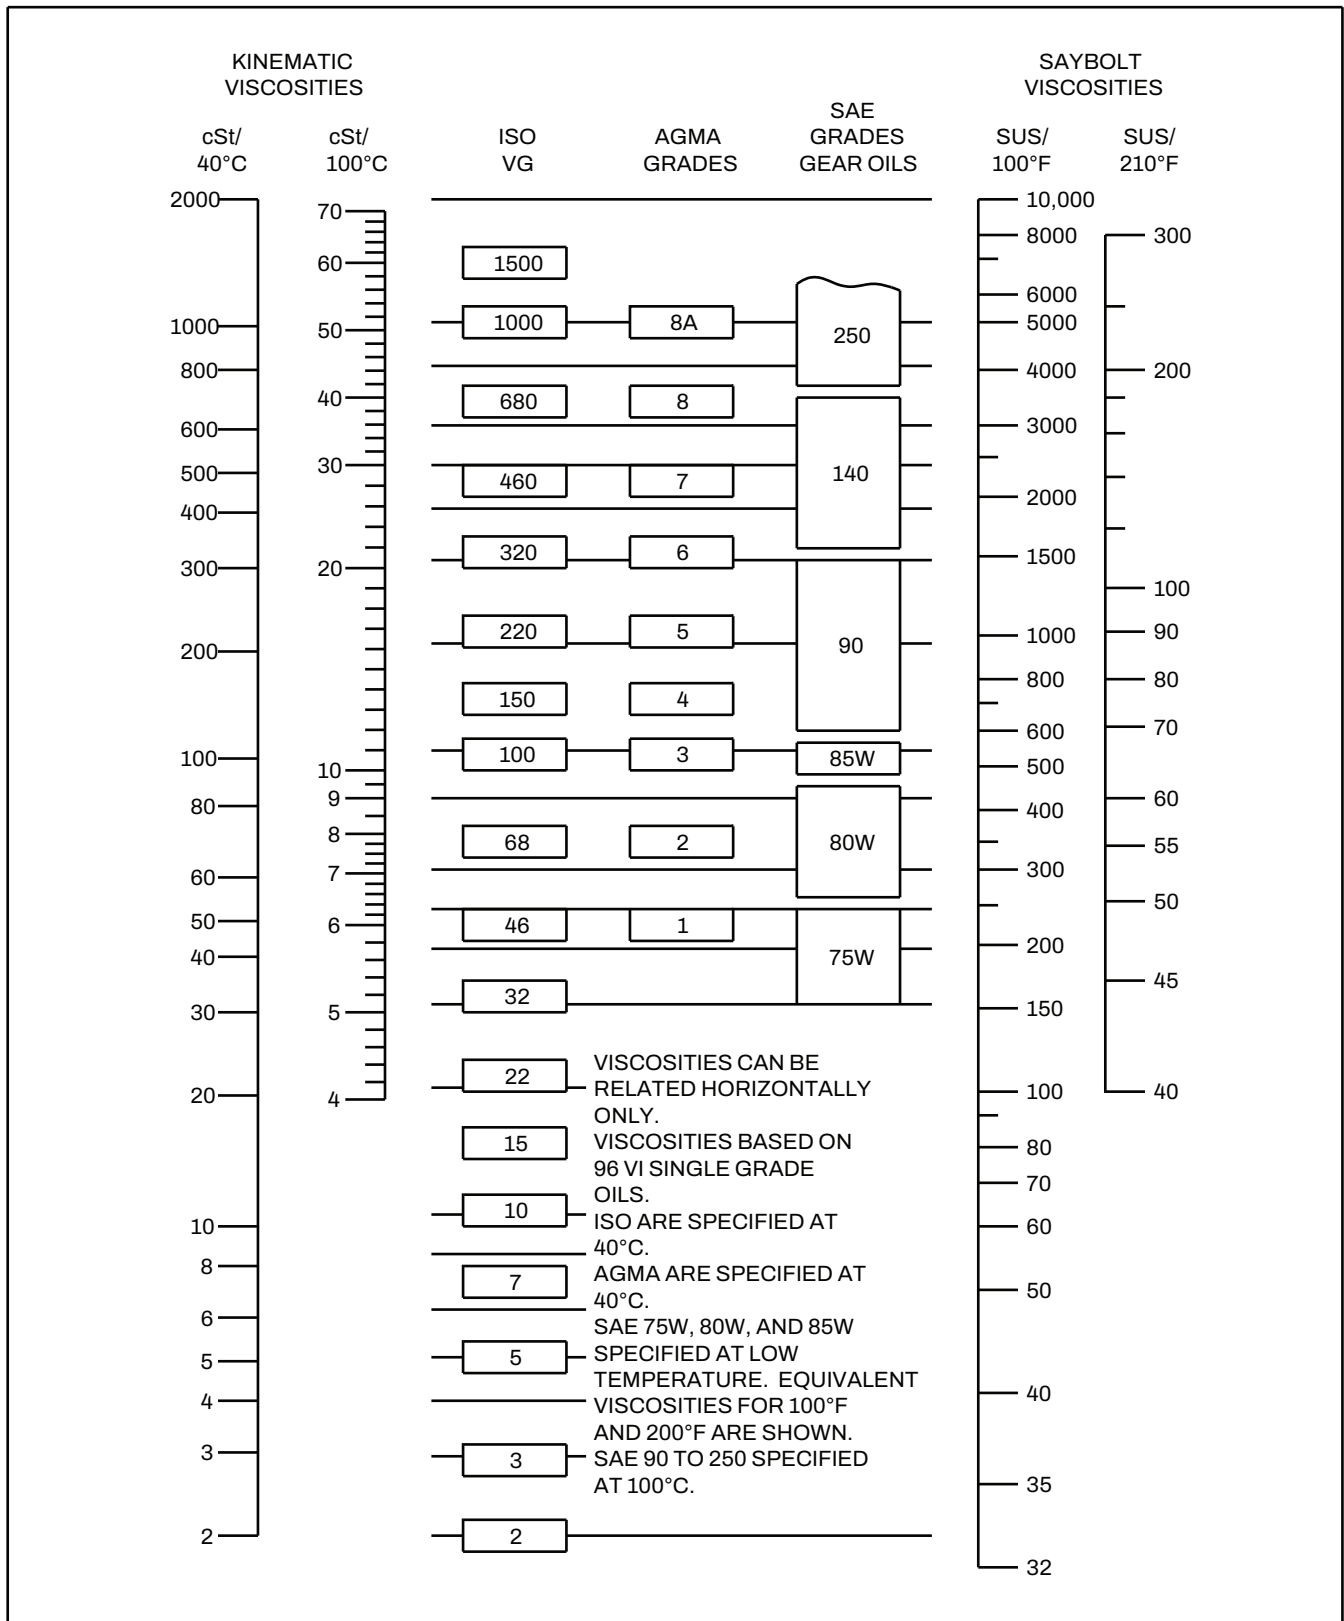 KINEMATIC
VISCOSITIES
SAYBOLT
VISCOSITIES
cSt/
40°C
cSt/
100°C
ISO
VG
AGMA
GRADES
SAE
GRADES
GEAR OILS
SUS/
100°F
SUS/
210°F
2000
1000
800
600
500
400
300
200
100
80
60
50
40
30
20
10
8
6
5
4
3
2
70
60
50
40
30
20
10
9
8
7
6
5
4
1500
1000
680
460
320
220
150
100
68
46
32
22
15
10
7
5
3
2
8A
8
7
6
5
4
3
2
1
250
140
90
85W
80W
75W
VISCOSITIES CAN BE
RELATED HORIZONTALLY
ONLY.
VISCOSITIES BASED ON
96 VI SINGLE GRADE
OILS.
ISO ARE SPECIFIED AT
40°C.
AGMA ARE SPECIFIED AT
40°C.
SAE 75W, 80W, AND 85W
SPECIFIED AT LOW
TEMPERATURE. EQUIVALENT
VISCOSITIES FOR 100°F
AND 200°F ARE SHOWN.
SAE 90 TO 250 SPECIFIED
AT 100°C.
10,000
8000
6000
5000
4000
3000
2000
1500
1000
800
600
500
400
300
200
150
100
80
70
60
50
40
35
32
300
200
100
90
80
70
60
55
50
45
40